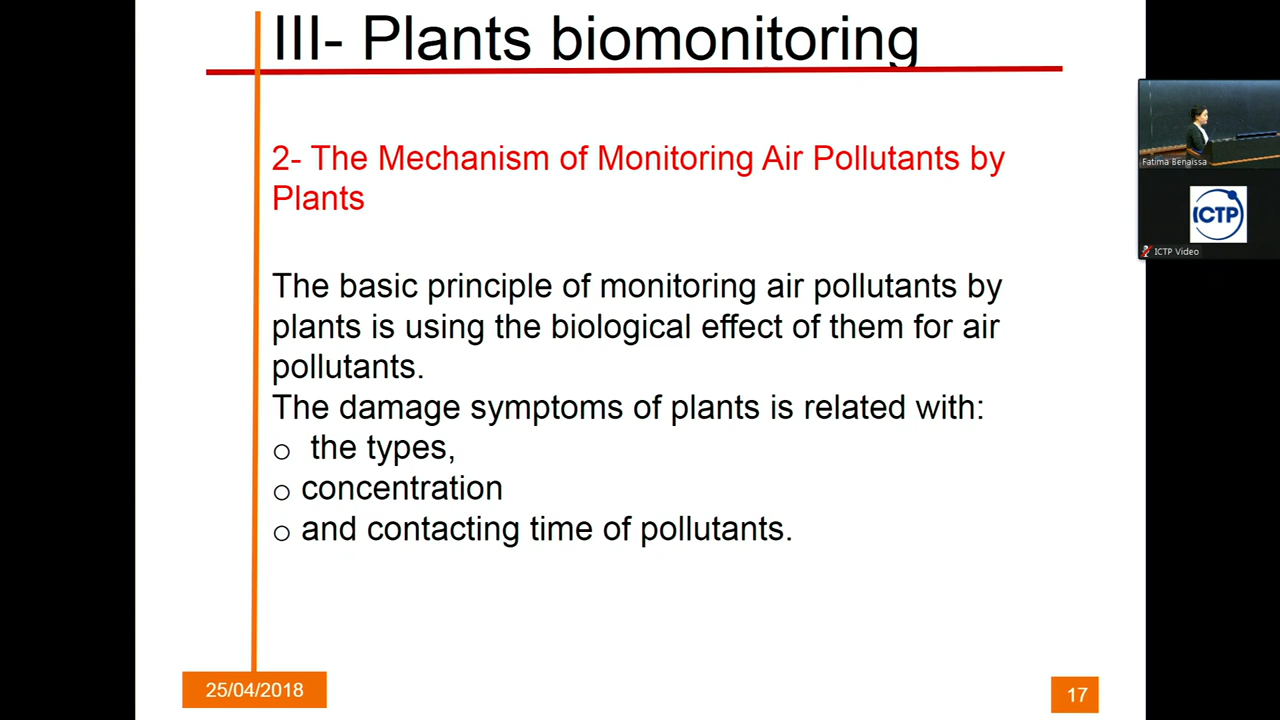 III- Plants biomonitoring
2- The Mechanism of Monitoring Air Pollutants by
Plants
The basic principle of monitoring air pollutants by
plants is using the biological effect of them for air
pollutants.
The damage symptoms of plants is related with:
o the types,
o concentration
o and contacting time of pollutants.
25/04/2018
17
Fatima Benaissa
ICTP
ICTP Video